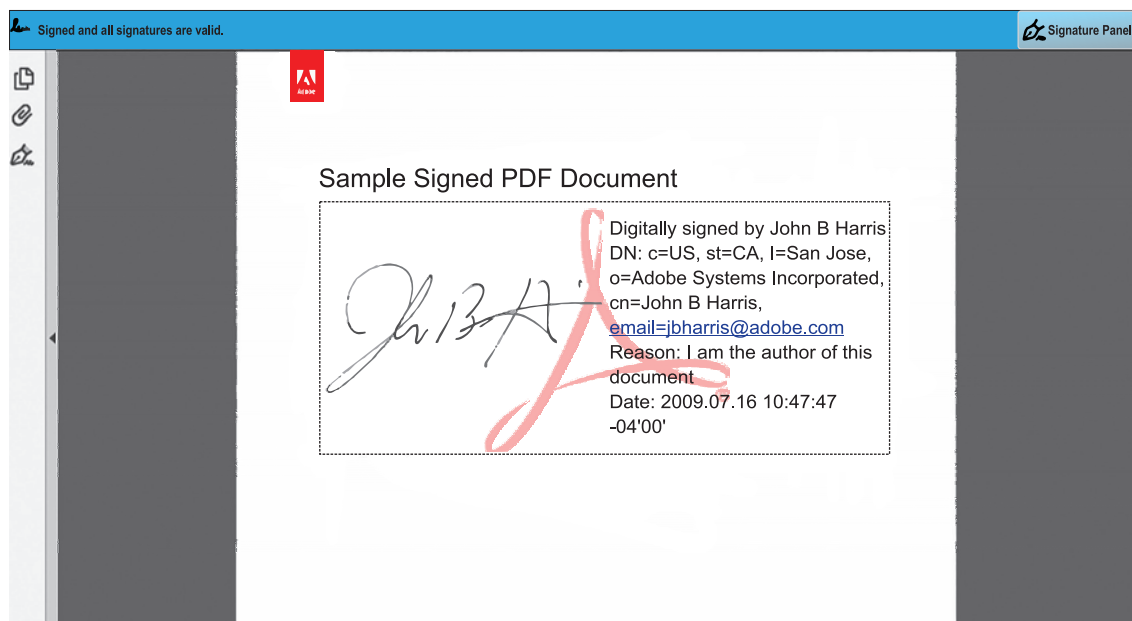 Signed and all signatures are valid.
Signature Panel
Adobe
Sample Signed PDF Document
Digitally signed by John B Harris
DN: c=US, st=CA, l=San Jose,
o=Adobe Systems Incorporated,
cn=John B Harris,
email=jbharris@adobe.com
Reason: I am the author of this
document
Date: 2009.07.16 10:47:47
-04'00'